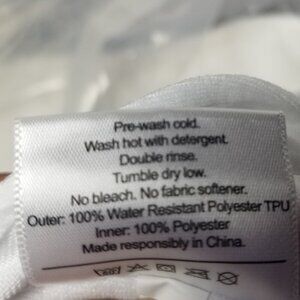 Pre-wash cold.
Wash hot with detergent.
Double rinse.
Tumble dry low.
No bleach. No fabric softener.
Outer: 100% Water Resistant Polyester TPU
Inner: 100% Polyester
Made responsibly in China.